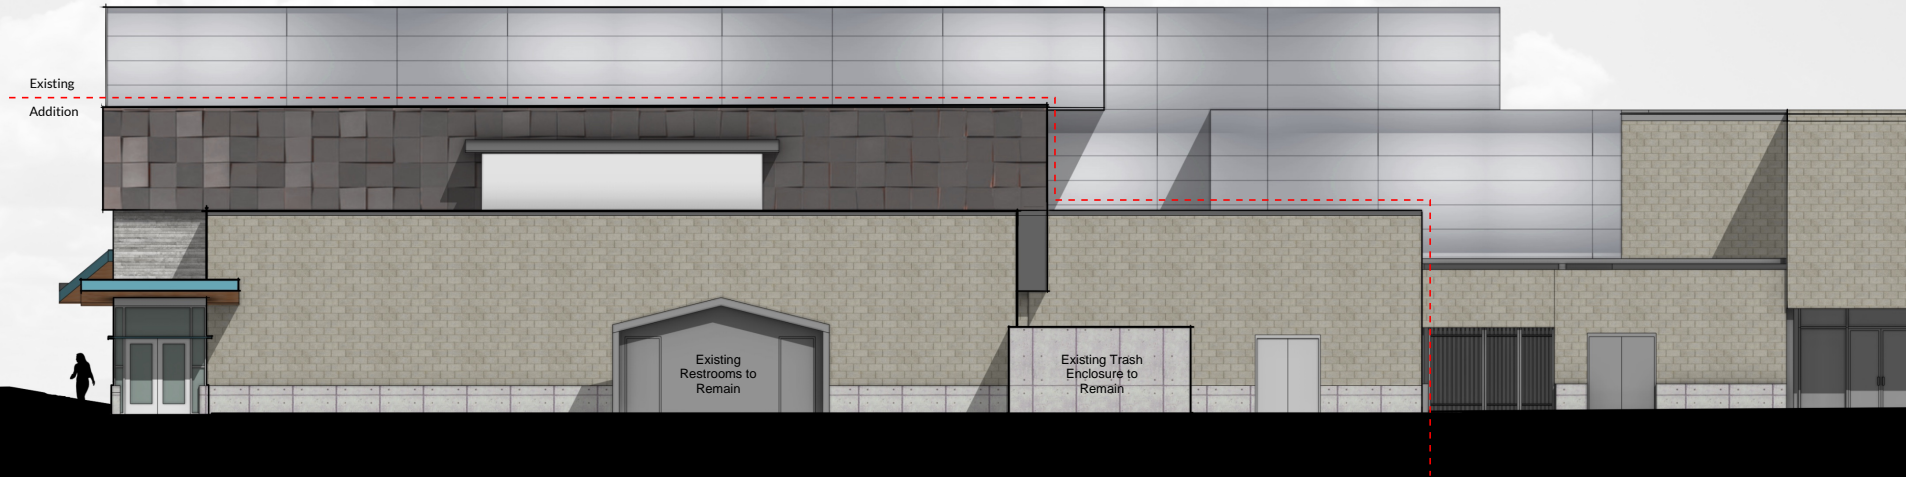 Existing
Addition
Existing
Restrooms to
Remain
Existing Trash
Enclosure to
Remain